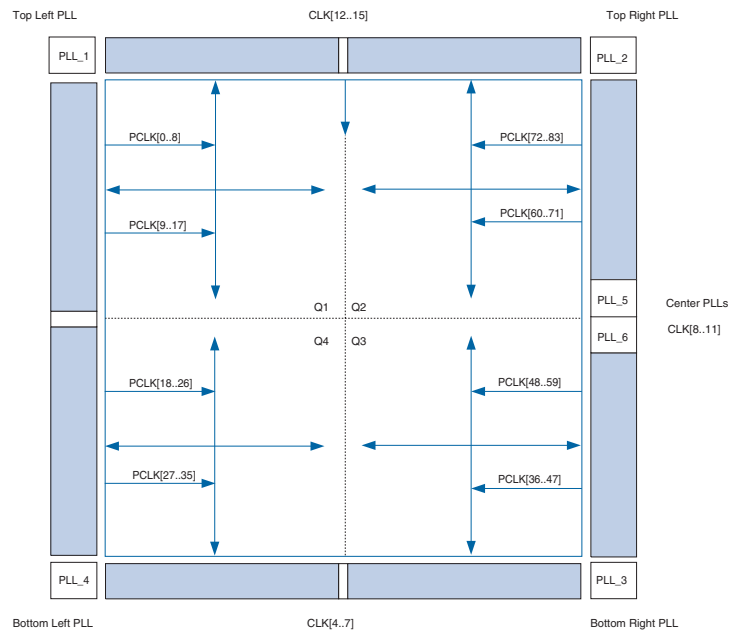 Top Left PLL
CLK[12..15]
Top Right PLL
PLL_1
PLL_2
PCLK[0..8]
PCLK[72..83]
PCLK[9..17]
PCLK[60..71]
PLL_5
Center PLLs
Q1
Q2
PLL_6
CLK[8..11]
Q4
Q3
PCLK[18..26]
PCLK[48..59]
PCLK[27..35]
PCLK[36..47]
PLL_4
PLL_3
Bottom Left PLL
CLK[4..7]
Bottom Right PLL